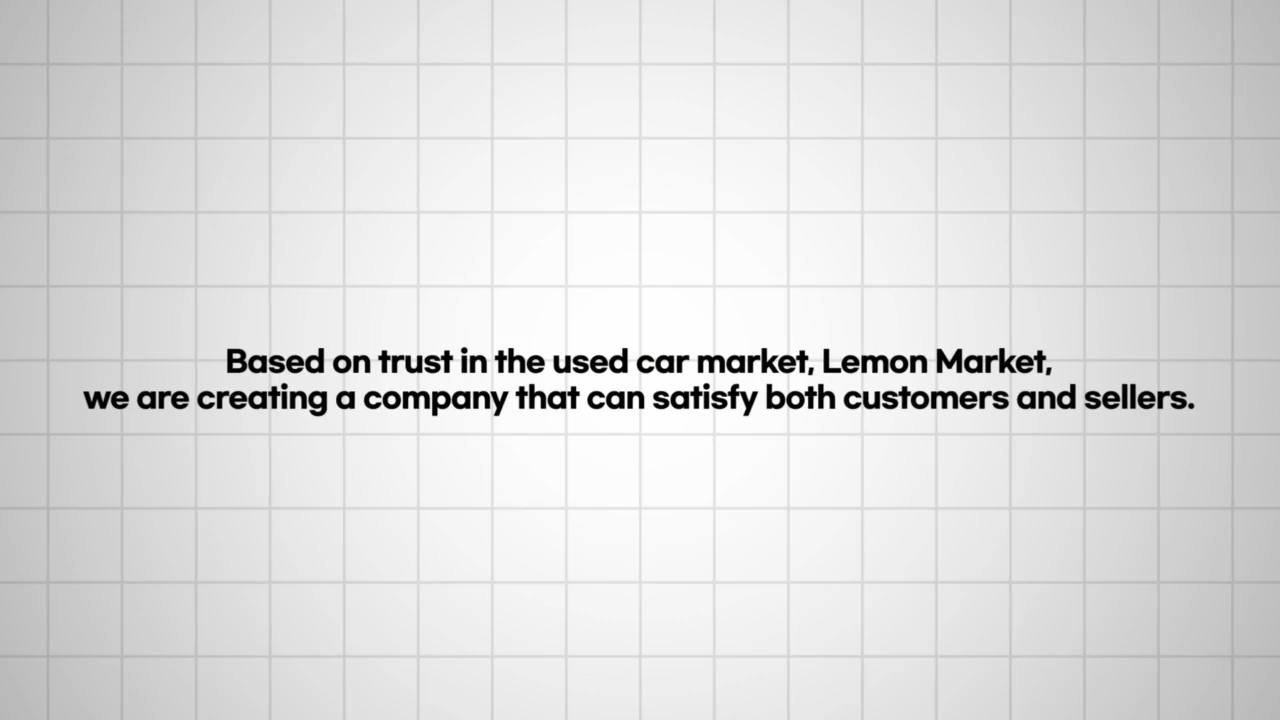 Based on trust in the used car market, Lemon Market,
we are creating a company that can satisfy both customers and sellers.